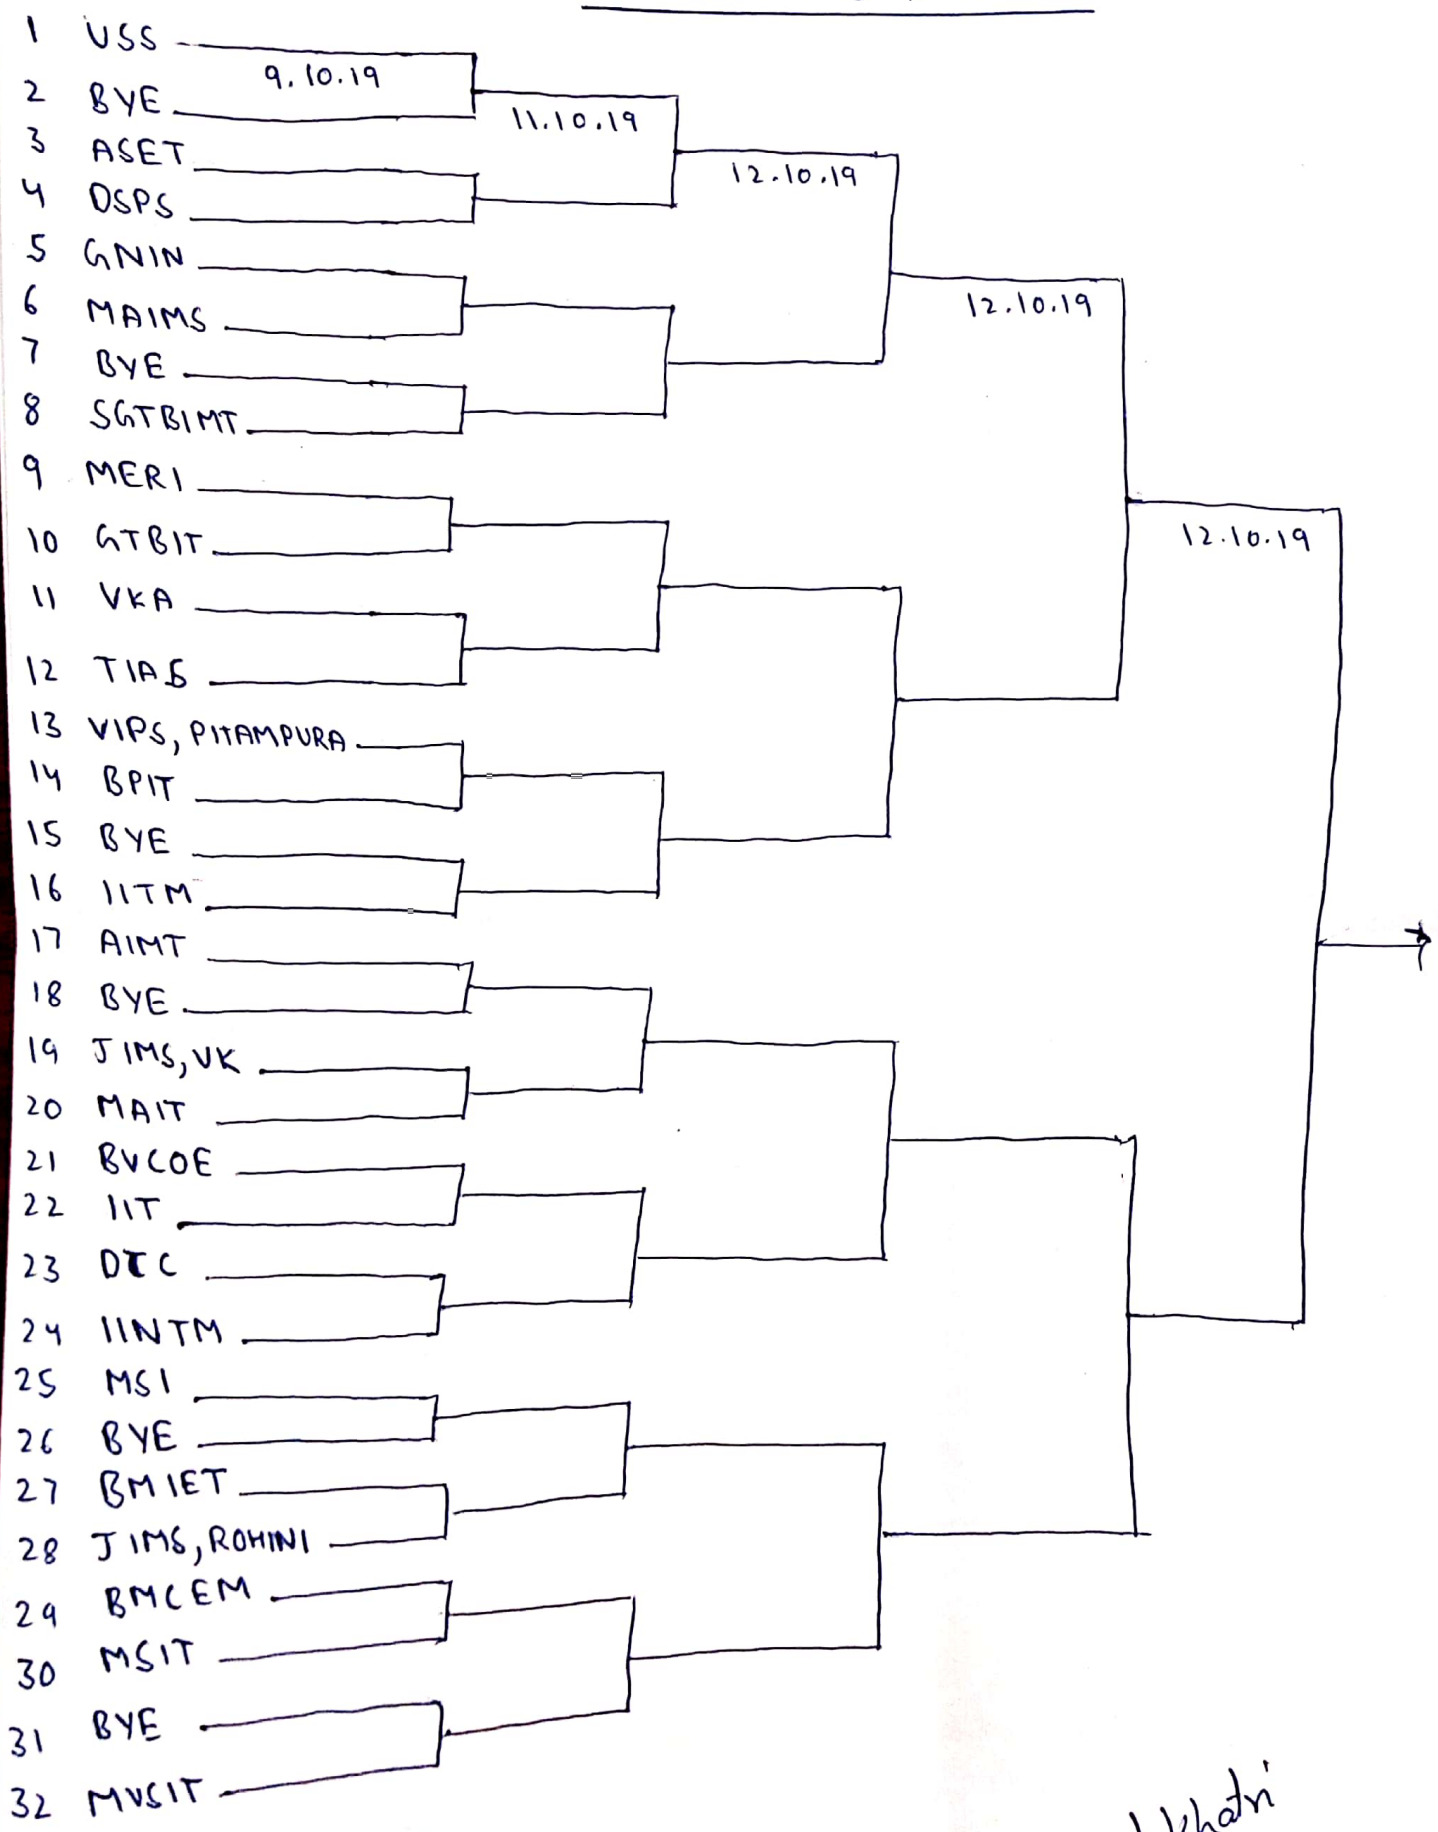 1 USS
9.10.19
2 BYE
11.10.19
3 ASET
12.10.19
4 DSPS
5 GNIN
12.10.19
6 MAIMS
7 BYE
8 SGTBIMT
9 MERI
10 GTBIT
12.10.19
11 VKA
12 TIAS
13 VIPS, PITAMPURA
14 BPIT
15 BYE
16 IITM
17 AIMT
18 BYE
19 JIMS, VK
20 MAIT
21 BVCOE
22 IIT
23 DTC
24 IINTM
25 MSI
26 BYE
27 BMIET
28 JIMS, ROHINI
29 BMCEM
30 MSIT
31 BYE
32 MVSIT
Khatri